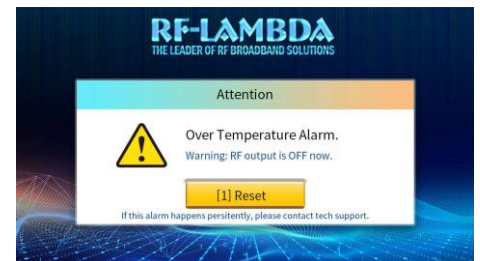 RF-LAMBDA
THE LEADER OF RF BROADBAND SOLUTIONS
Attention
Over Temperature Alarm.
Warning: RF output is OFF now.
[1] Reset
If this alarm happens persitently, please contact tech support.